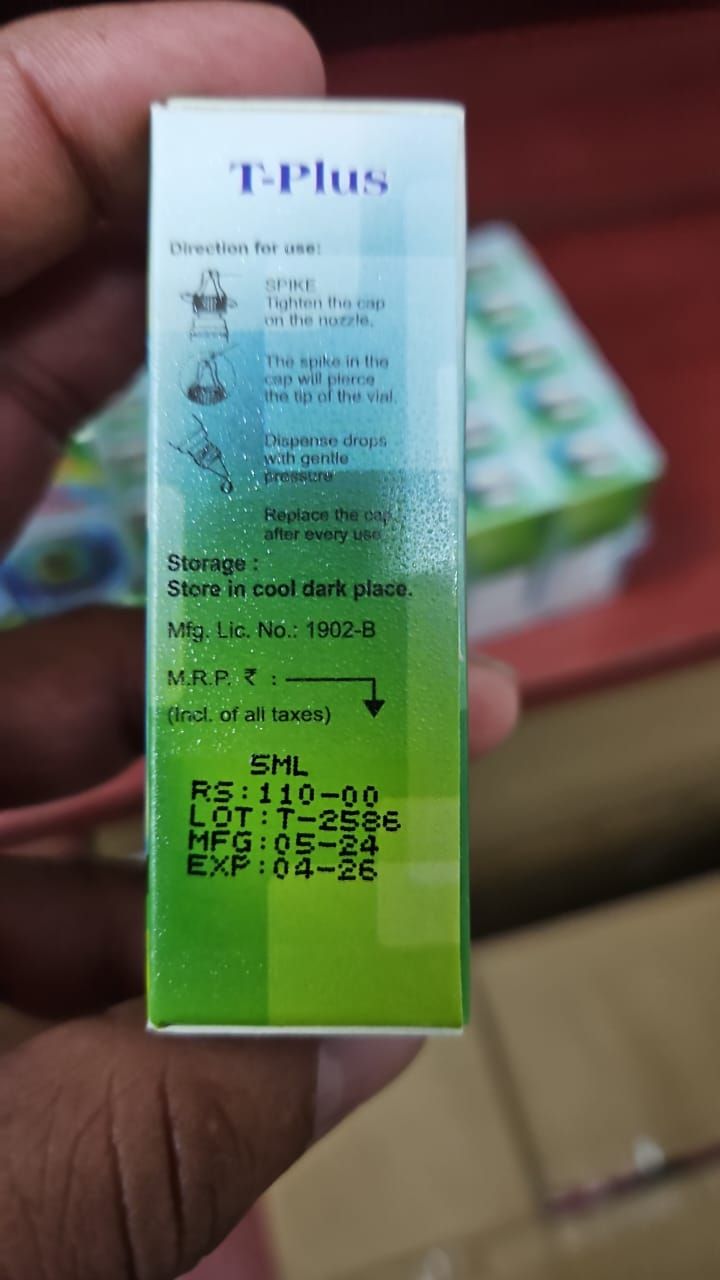 T-Plus
Direction for use:
SPIKE
Tighten the cap
on the nozzle.
The spike in the
cap will pierce
the tip of the vial.
Dispense drops
with gentle
pressure
Replace the cap
after every use
Storage :
Store in cool dark place.
Mfg. Lic. No.: 1902-B
M.R.P. ₹ :
(Incl. of all taxes)
5ML
RS:110-00
LOT:T-2586
MFG:05-24
EXP:04-26